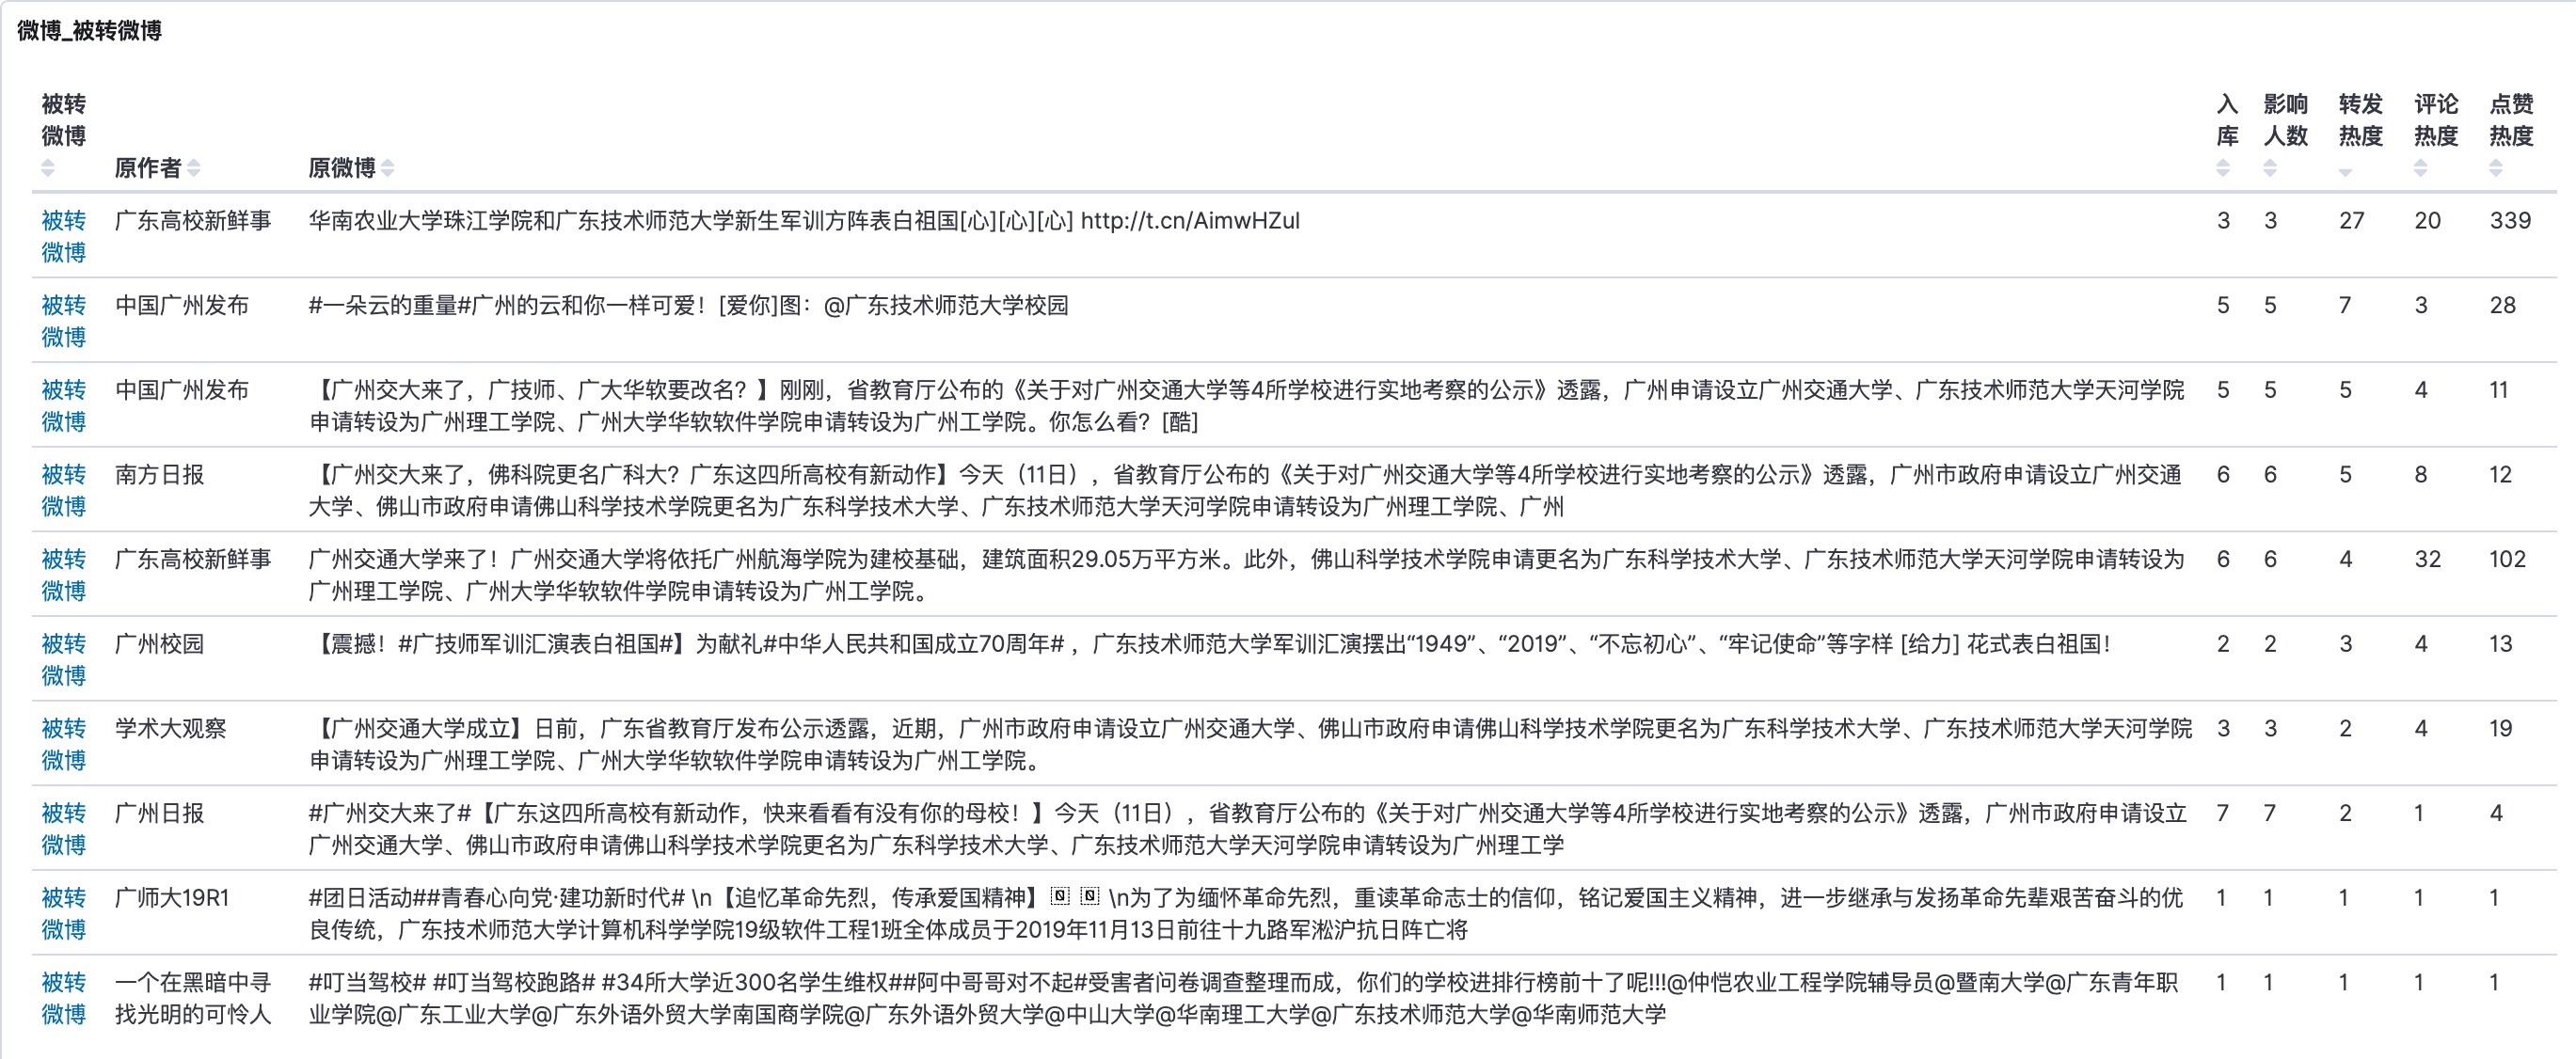 微博_被转微博
被转微博 原作者 原微博 入库 影响人数 转发热度 评论热度 点赞热度
被转微博 广东高校新鲜事 华南农业大学珠江学院和广东技术师范大学新生军训方阵表白祖国[心][心][心] http://t.cn/AimwHZul 3 3 27 20 339
被转微博 中国广州发布 #一朵云的重量#广州的云和你一样可爱！[爱你]图：@广东技术师范大学校园 5 5 7 3 28
被转微博 中国广州发布 【广州交大来了，广技师、广大华软要改名？】刚刚，省教育厅公布的《关于对广州交通大学等4所学校进行实地考察的公示》透露，广州申请设立广州交通大学、广东技术师范大学天河学院 5 5 5 4 11
申请转设为广州理工学院、广州大学华软软件学院申请转设为广州工学院。你怎么看？[酷]
被转微博 南方日报 【广州交大来了，佛科院更名广科大？广东这四所高校有新动作】今天（11日），省教育厅公布的《关于对广州交通大学等4所学校进行实地考察的公示》透露，广州市政府申请设立广州交通 6 6 5 8 12
大学、佛山市政府申请佛山科学技术学院更名为广东科学技术大学、广东技术师范大学天河学院申请转设为广州理工学院、广州
被转微博 广东高校新鲜事 广州交通大学来了！广州交通大学将依托广州航海学院为建校基础，建筑面积29.05万平方米。此外，佛山科学技术学院申请更名为广东科学技术大学、广东技术师范大学天河学院申请转设为 6 6 4 32 102
广州理工学院、广州大学华软软件学院申请转设为广州工学院。
被转微博 广州校园 【震撼！#广技师军训汇演表白祖国#】为献礼#中华人民共和国成立70周年#，广东技术师范大学军训汇演摆出“1949”、“2019”、“不忘初心”、“牢记使命”等字样 [给力] 花式表白祖国！ 2 2 3 4 13
被转微博 学术大观察 【广州交通大学成立】日前，广东省教育厅发布公示透露，近期，广州市政府申请设立广州交通大学、佛山市政府申请佛山科学技术学院更名为广东科学技术大学、广东技术师范大学天河学院 3 3 2 4 19
申请转设为广州理工学院、广州大学华软软件学院申请转设为广州工学院。
被转微博 广州日报 #广州交大来了#【广东这四所高校有新动作，快来看看有没有你的母校！】今天（11日），省教育厅公布的《关于对广州交通大学等4所学校进行实地考察的公示》透露，广州市政府申请设立 7 7 2 1 4
广州交通大学、佛山市政府申请佛山科学技术学院更名为广东科学技术大学、广东技术师范大学天河学院申请转设为广州理工学
被转微博 广师大19R1 #团日活动##青春心向党·建功新时代# \n【追忆革命先烈，传承爱国精神】 \n为了为缅怀革命先烈，重读革命志士的信仰，铭记爱国主义精神，进一步继承与发扬革命先辈艰苦奋斗的优 1 1 1 1 1
良传统，广东技术师范大学计算机科学学院19级软件工程1班全体成员于2019年11月13日前往十九路军淞沪抗日阵亡将
被转微博 一个在黑暗中寻 #叮当驾校# #叮当驾校跑路# #34所大学近300名学生维权##阿中哥哥对不起#受害者问卷调查整理而成，你们的学校进排行榜前十了呢!!!@仲恺农业工程学院辅导员@暨南大学@广东青年职 1 1 1 1 1
找光明的可怜人 业学院@广东工业大学@广东外语外贸大学南国商学院@广东外语外贸大学@中山大学@华南理工大学@广东技术师范大学@华南师范大学